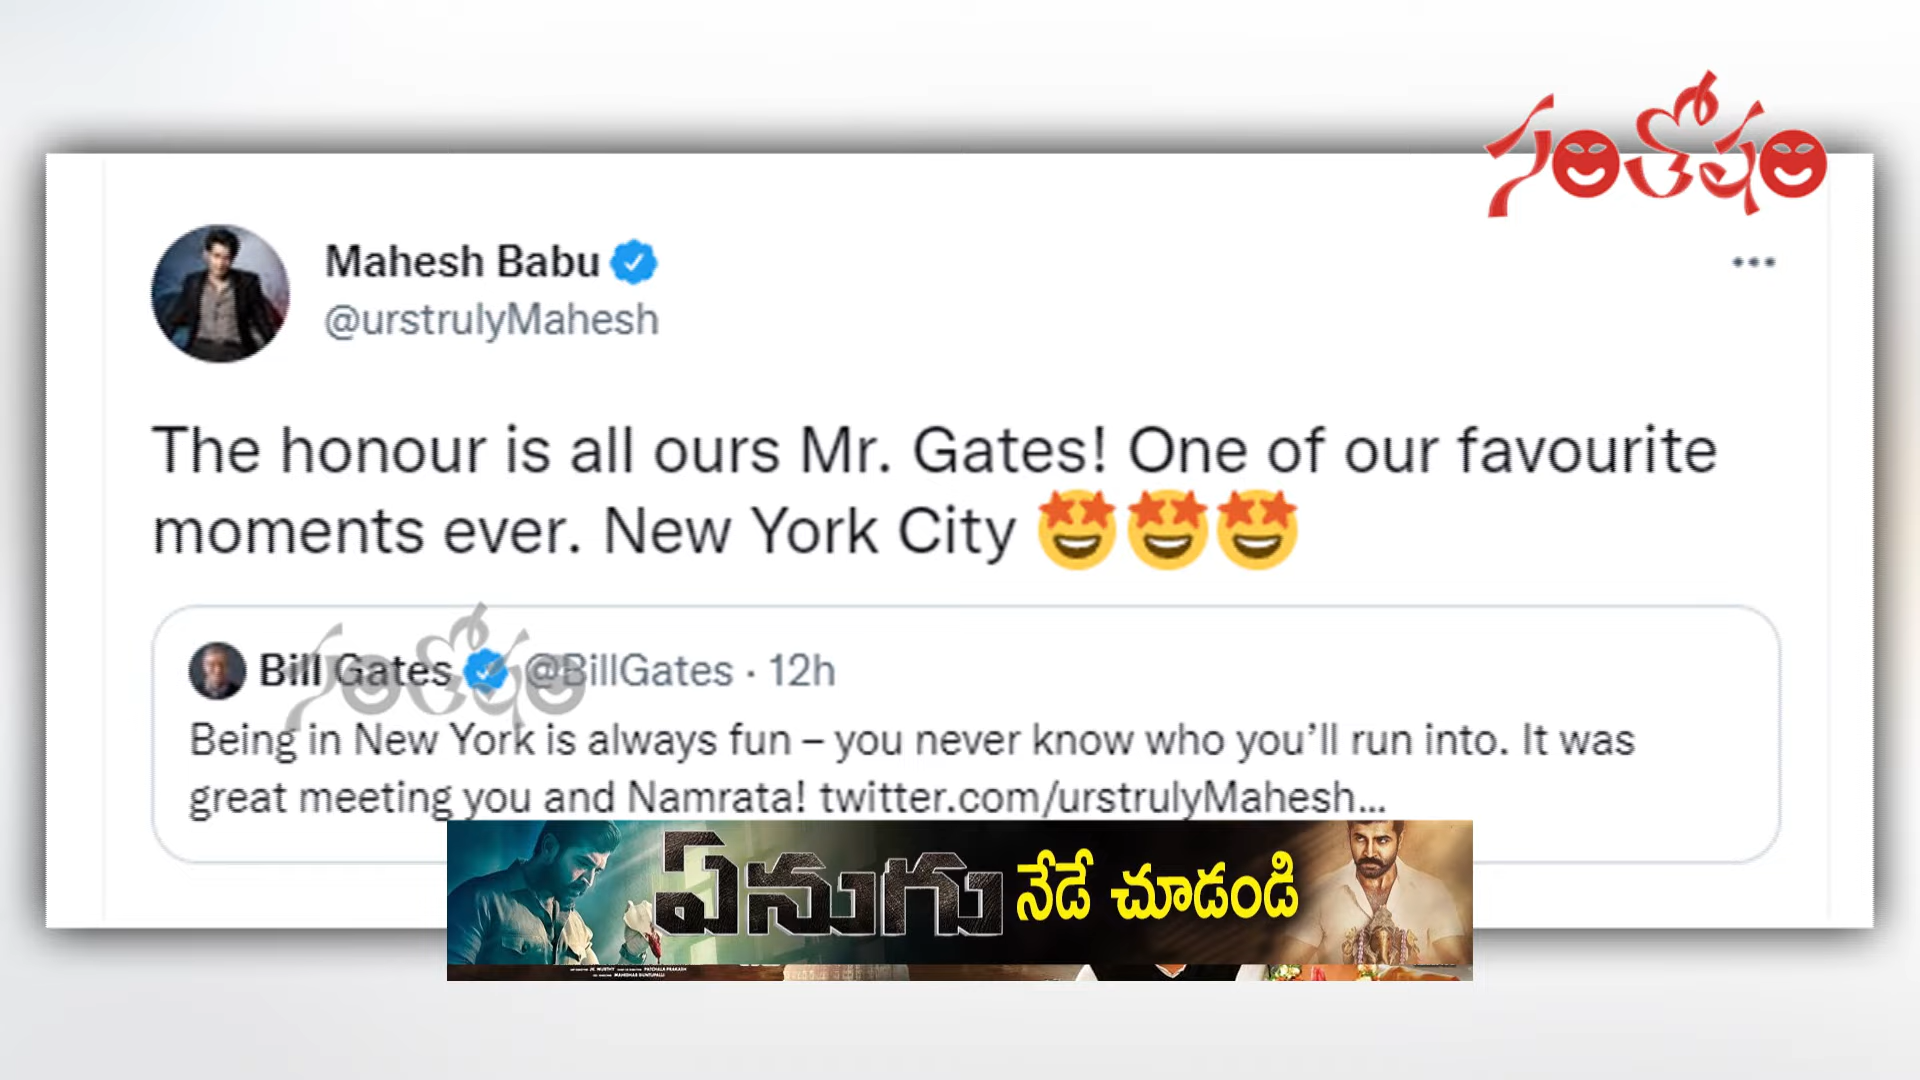 సంతోషం
Mahesh Babu
@urstrulyMahesh
The honour is all ours Mr. Gates! One of our favourite
moments ever. New York City 🤩🤩🤩
సంతోషం
Bill Gates @BillGates · 12h
Being in New York is always fun – you never know who you’ll run into. It was
great meeting you and Namrata! twitter.com/urstrulyMahesh...
ఏనుగు నేడే చూడండి